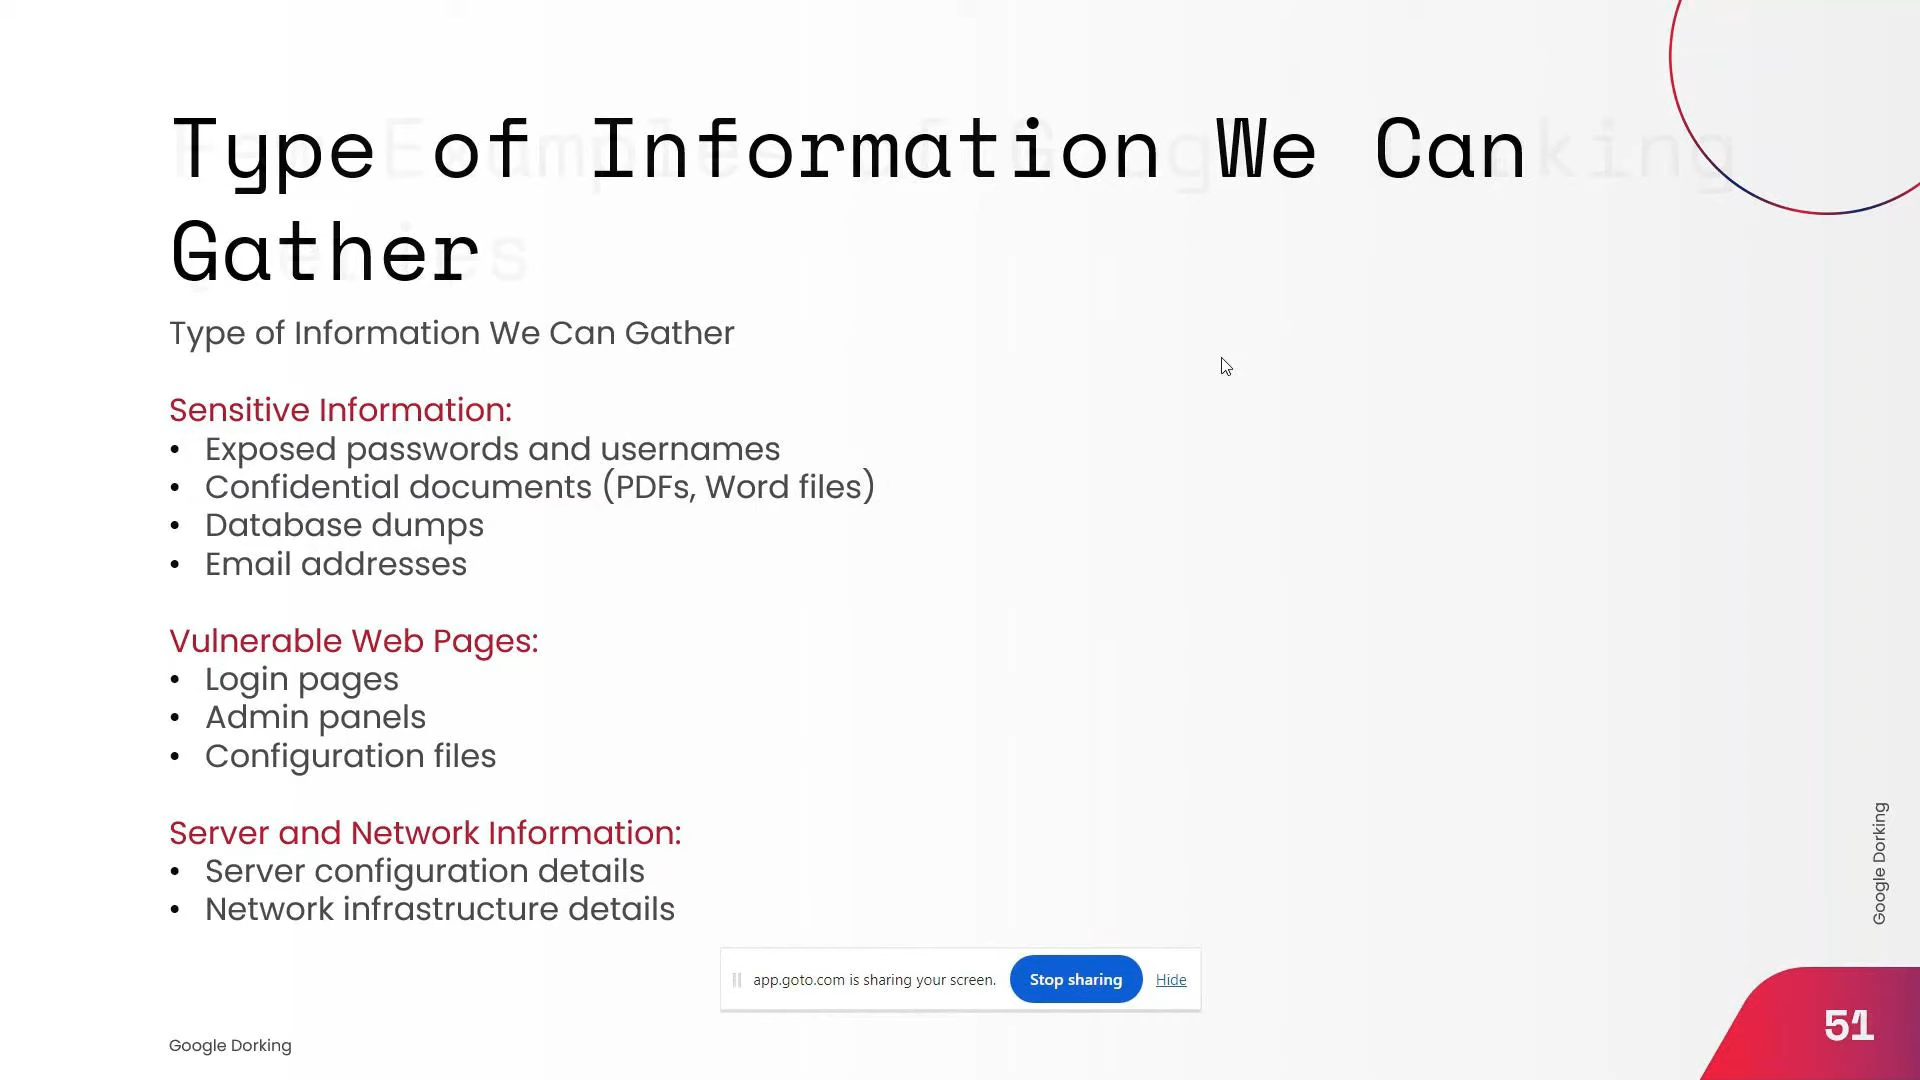 Type of Information We Can
Gather
Type of Information We Can Gather
Sensitive Information:
• Exposed passwords and usernames
• Confidential documents (PDFs, Word files)
• Database dumps
• Email addresses
Vulnerable Web Pages:
• Login pages
• Admin panels
• Configuration files
Server and Network Information:
• Server configuration details
• Network infrastructure details
Google Dorking
app.goto.com is sharing your screen. Stop sharing Hide
Google Dorking
51